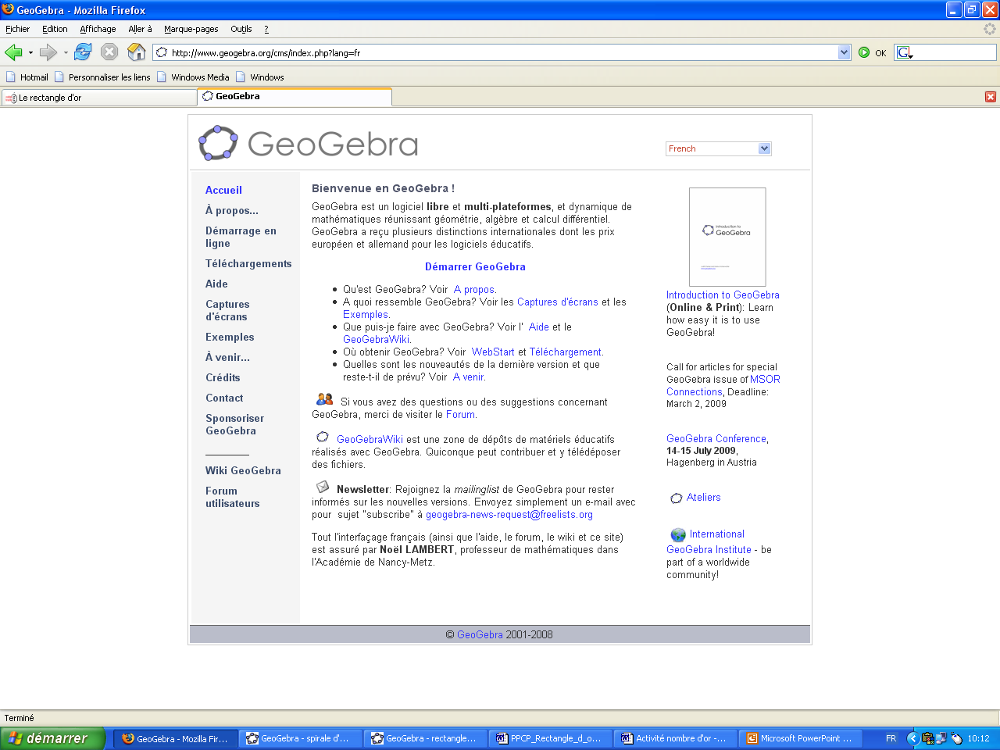 GeoGebra - Mozilla Firefox
Fichier Edition Affichage Aller à Marque-pages Outils ?
http://www.geogebra.org/cms/index.php?lang=fr OK G
Hotmail Personnaliser les liens Windows Media Windows
Le rectangle d'or GeoGebra
GeoGebra
French
Accueil
À propos...
Démarrage en
ligne
Téléchargements
Aide
Captures
d'écrans
Exemples
À venir...
Crédits
Contact
Sponsoriser
GeoGebra
Wiki GeoGebra
Forum
utilisateurs
Bienvenue en GeoGebra !
GeoGebra est un logiciel libre et multi-plateformes, et dynamique de
mathématiques réunissant géométrie, algèbre et calcul différentiel.
GeoGebra a reçu plusieurs distinctions internationales dont les prix
européen et allemand pour les logiciels éducatifs.
Démarrer GeoGebra
• Qu'est GeoGebra? Voir A propos.
• A quoi ressemble GeoGebra? Voir les Captures d'écrans et les
Exemples.
• Que puis-je faire avec GeoGebra? Voir l' Aide et le
GeoGebraWiki.
• Où obtenir GeoGebra? Voir WebStart et Téléchargement.
• Quelles sont les nouveautés de la dernière version et que
reste-t-il de prévu? Voir A venir.
Si vous avez des questions ou des suggestions concernant
GeoGebra, merci de visiter le Forum.
GeoGebraWiki est une zone de dépôts de matériels éducatifs
réalisés avec GeoGebra. Quiconque peut contribuer et y télédéposer
des fichiers.
Newsletter: Rejoignez la mailinglist de GeoGebra pour rester
informés sur les nouvelles versions. Envoyez simplement un e-mail avec
pour sujet "subscribe" à geogebra-news-request@freelists.org
Tout l'interfaçage français (ainsi que l'aide, le forum, le wiki et ce site)
est assuré par Noël LAMBERT, professeur de mathématiques dans
l'Académie de Nancy-Metz.
Introduction to
GeoGebra
Introduction to GeoGebra
(Online & Print): Learn
how easy it is to use
GeoGebra!
Call for articles for special
GeoGebra issue of MSOR
Connections, Deadline:
March 2, 2009
GeoGebra Conference,
14-15 July 2009,
Hagenberg in Austria
Ateliers
International
GeoGebra Institute - be
part of a worldwide
community!
© GeoGebra 2001-2008
Terminé
démarrer GeoGebra - Mozilla Fir... GeoGebra - spirale d'... GeoGebra - rectangle... PPCP_Rectangle_d_o... Activité nombre d'or -... Microsoft PowerPoint ... FR 10:12